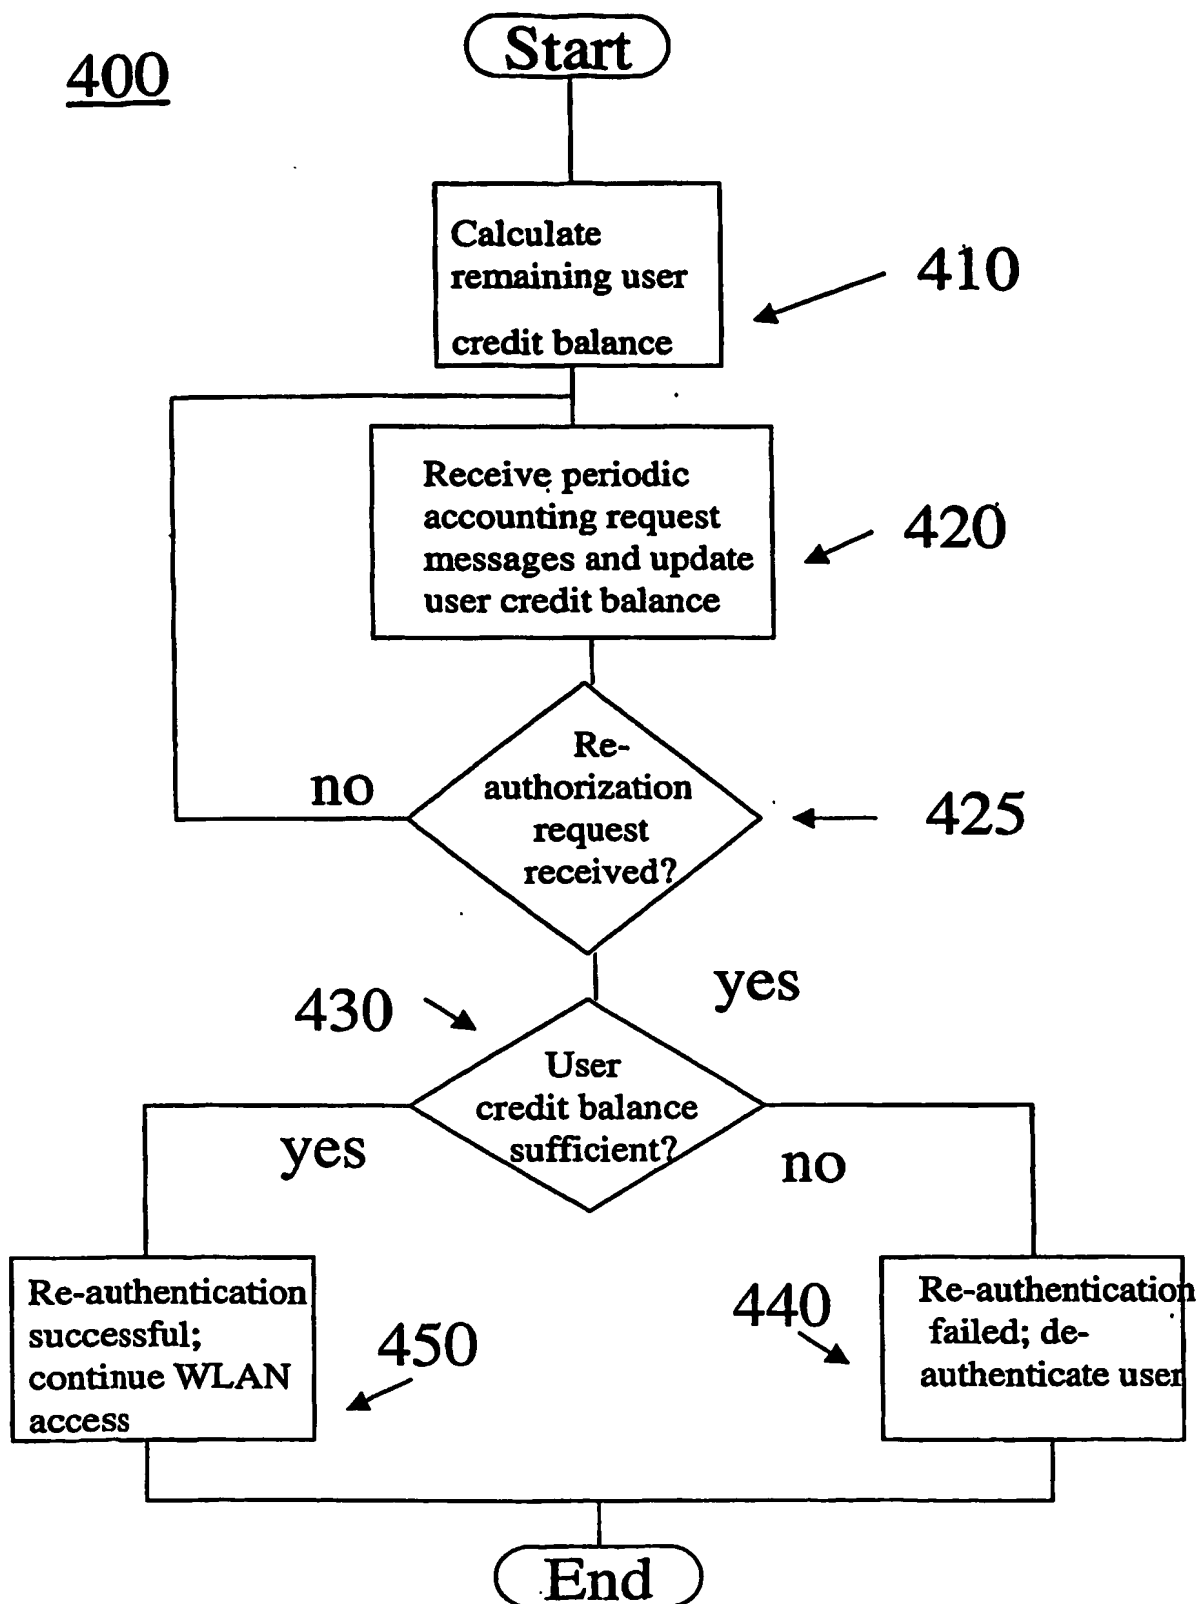 Start
400
Calculate
remaining user
credit balance
410
Receive periodic
accounting request
messages and update
user credit balance
420
Re-
authorization
request
received?
no
425
yes
430
User
credit balance
sufficient?
yes
no
Re-authentication
successful;
continue WLAN
access
450
440
Re-authentication
failed; de-
authenticate user
End